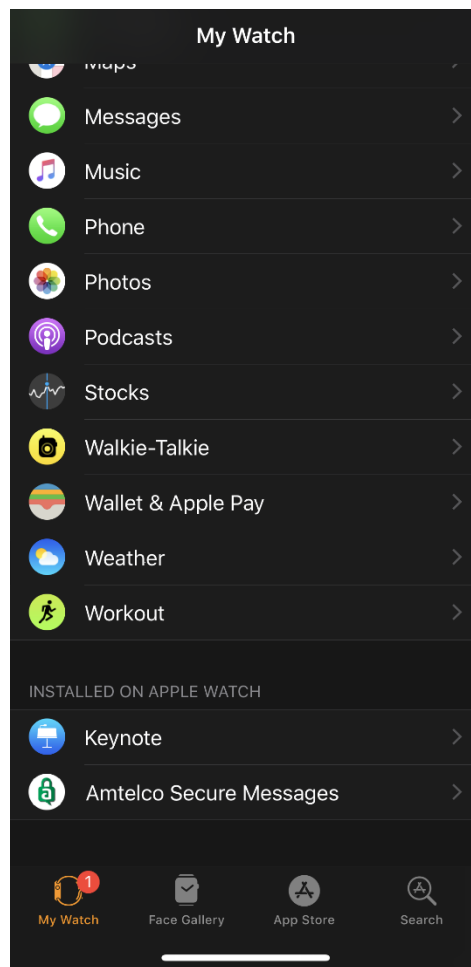 My Watch
Maps
Messages
Music
Phone
Photos
Podcasts
Stocks
Walkie-Talkie
Wallet & Apple Pay
Weather
Workout
INSTALLED ON APPLE WATCH
Keynote
Amtelco Secure Messages
1
My Watch
Face Gallery
App Store
Search